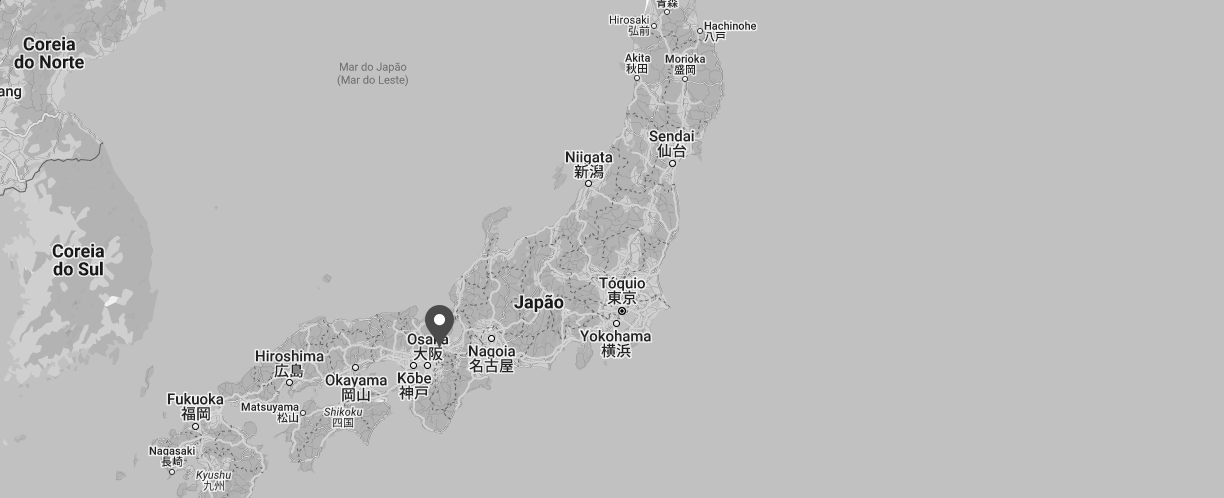 青森
Hirosaki
弘前
Hachinohe
八戸
Coreia
do Norte
Akita
秋田
Morioka
盛岡
Mar do Japão
(Mar do Leste)
ang
Sendai
仙台
Niigata
新潟
Coreia
do Sul
Tóquio
東京
Japão
Yokohama
横浜
Osaka
大阪
Nagoia
名古屋
Hiroshima
広島
Okayama
岡山
Kōbe
神戸
Fukuoka
福岡
Matsuyama
松山
Shikoku
四国
Nagasaki
長崎
Kyushu
九州